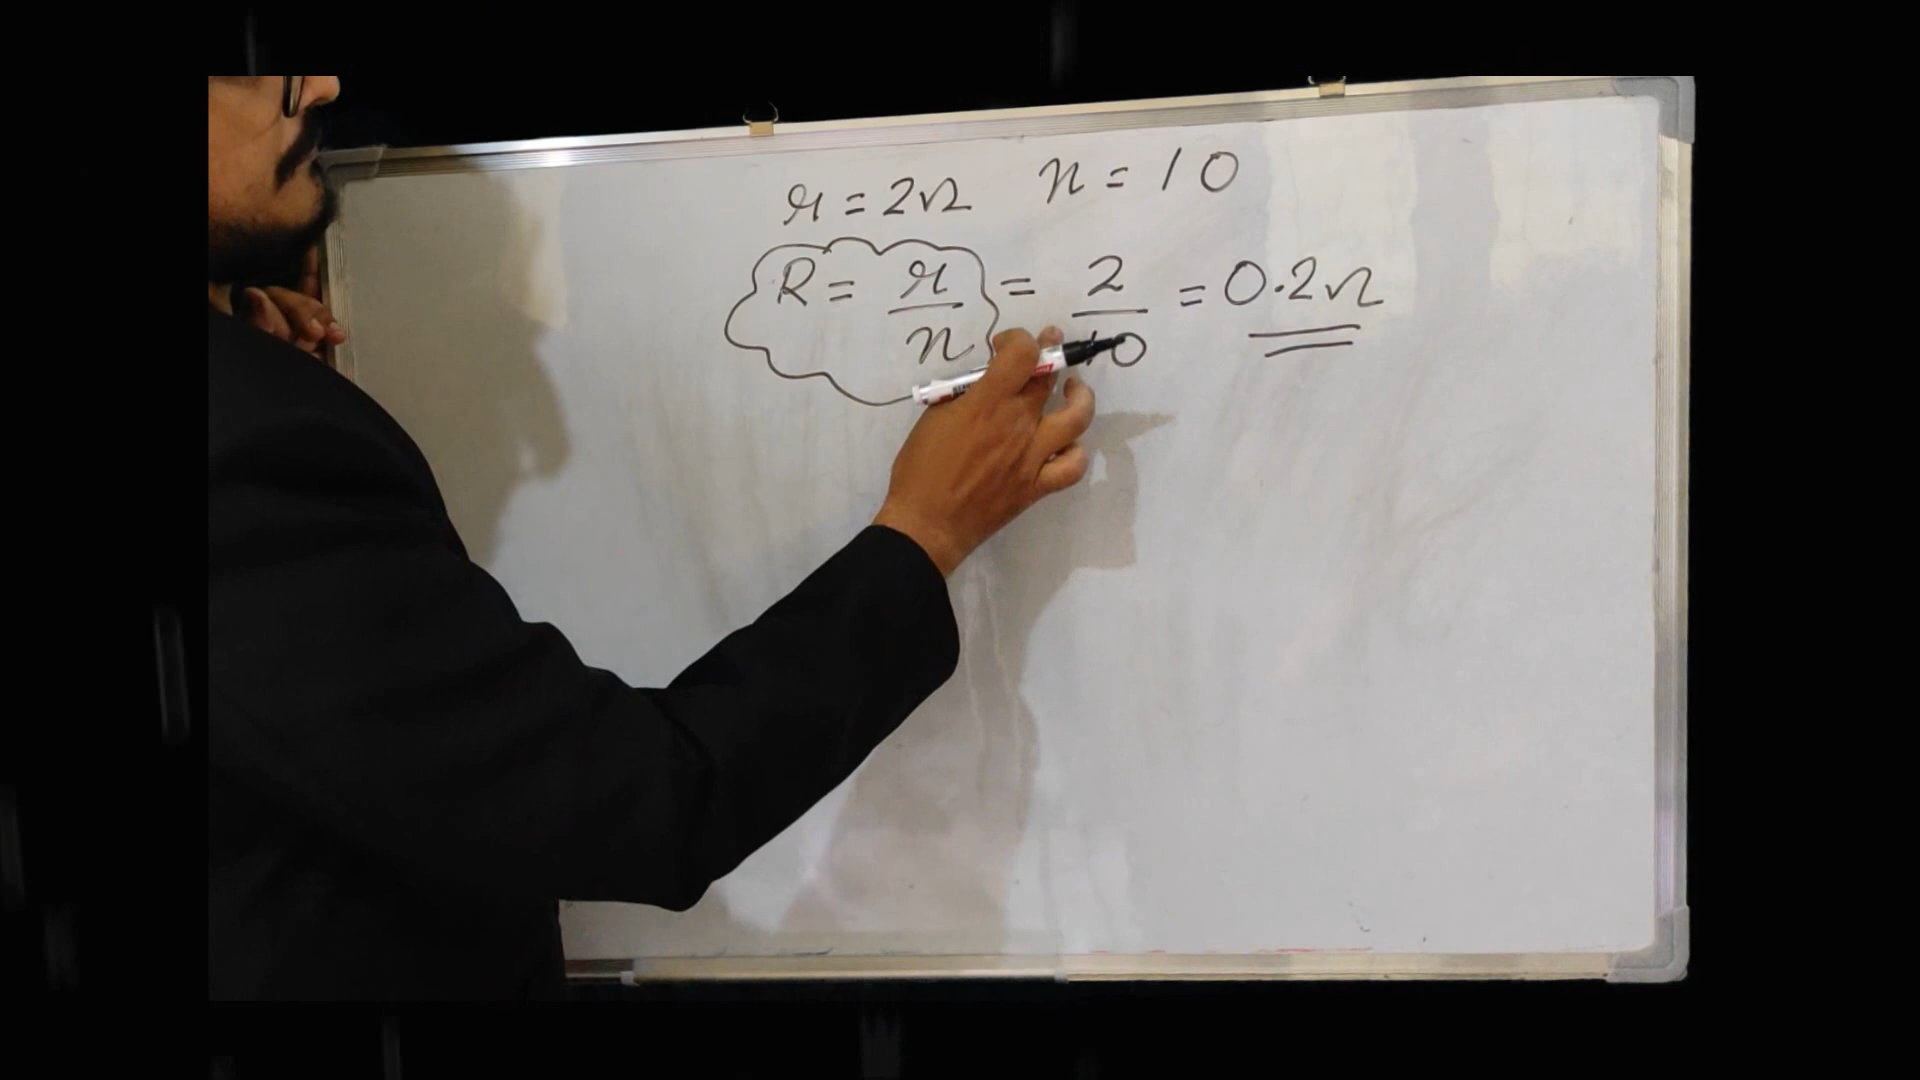 r = 2Ω n = 10
R = r/n = 2/10 = 0.2Ω